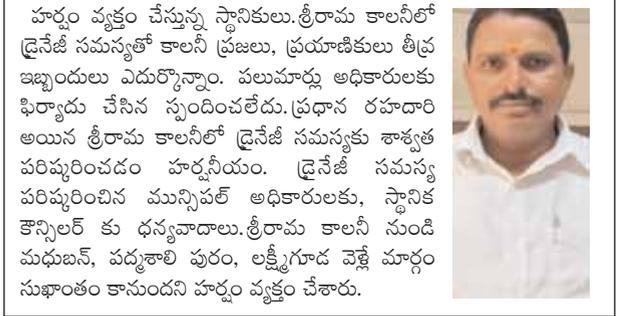 హర్షం వ్యక్తం చేస్తున్న స్థానికులు.శ్రీరామ కాలనీలో
డ్రైనేజీ సమస్యతో కాలనీ ప్రజలు, ప్రయాణికులు తీవ్ర
ఇబ్బందులు ఎదుర్కొన్నాం. పలుమార్లు అధికారులకు
ఫిర్యాదు చేసిన స్పందించలేదు.ప్రధాన రహదారి
అయిన శ్రీరామ కాలనీలో డ్రైనేజీ సమస్యకు శాశ్వత
పరిష్కరించడం హర్షనీయం. డ్రైనేజీ సమస్య
పరిష్కరించిన మున్సిపల్ అధికారులకు, స్థానిక
కౌన్సిలర్ కు ధన్యవాదాలు.శ్రీరామ కాలనీ నుండి
మధుబన్, పద్మశాలి పురం, లక్ష్మీగూడ వెళ్లే మార్గం
సుఖాంతం కానుందని హర్షం వ్యక్తం చేశారు.